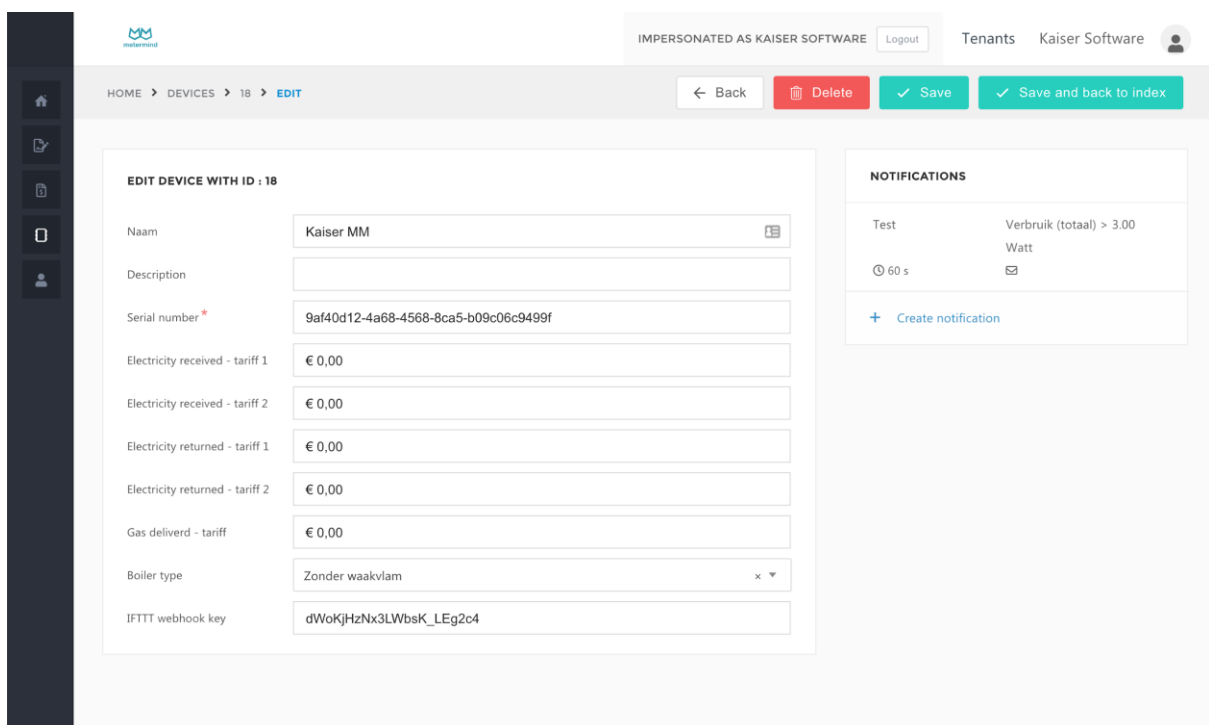 metermind
IMPERSONATED AS KAISER SOFTWARE
Logout
Tenants
Kaiser Software
HOME > DEVICES > 18 > EDIT
← Back
Delete
✓ Save
✓ Save and back to index
EDIT DEVICE WITH ID : 18
Naam
Kaiser MM
Description
Serial number *
9af40d12-4a68-4568-8ca5-b09c06c9499f
Electricity received - tariff 1
€ 0,00
Electricity received - tariff 2
€ 0,00
Electricity returned - tariff 1
€ 0,00
Electricity returned - tariff 2
€ 0,00
Gas deliverd - tariff
€ 0,00
Boiler type
Zonder waakvlam
× ▼
IFTTT webhook key
dWoKjHzNx3LWbsK_LEg2c4
NOTIFICATIONS
Test
Verbruik (totaal) > 3.00
Watt
60 s
+ Create notification